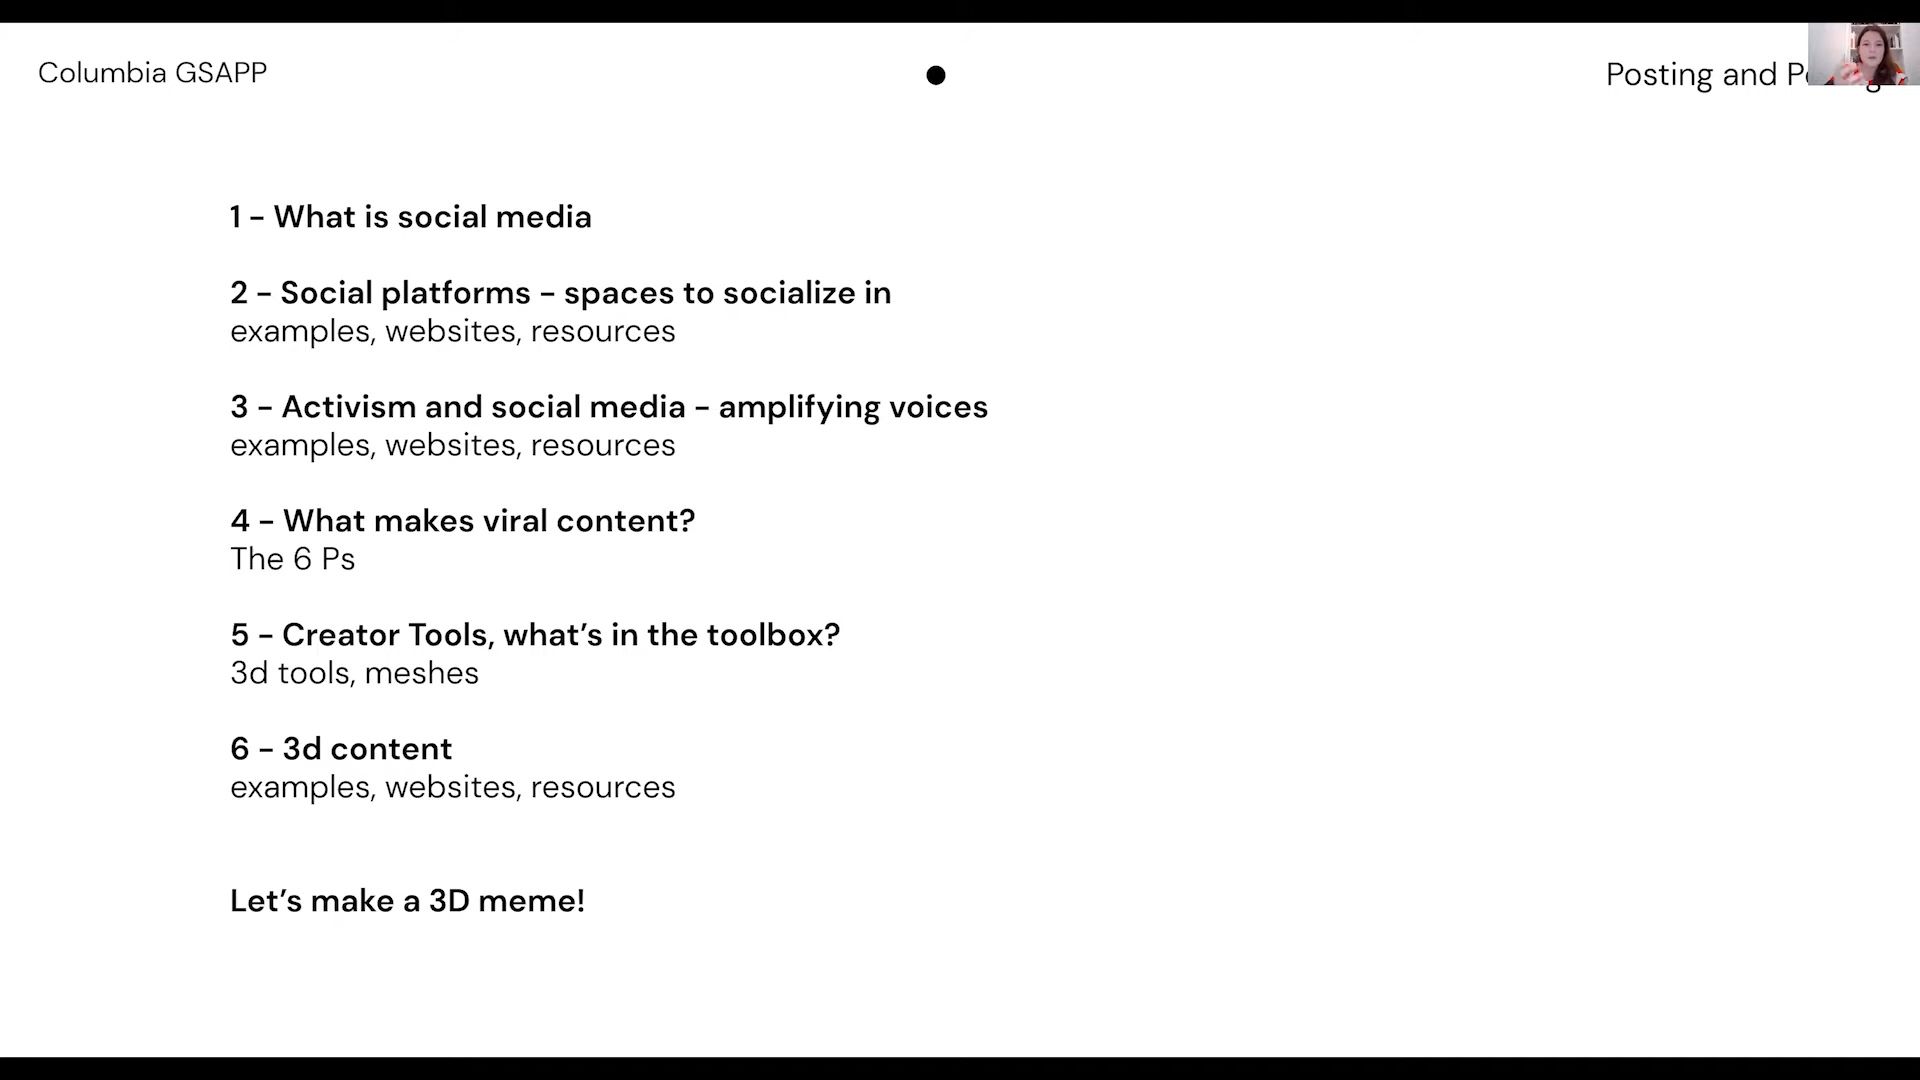 Columbia GSAPP
Posting and
1 – What is social media
2 – Social platforms – spaces to socialize in
examples, websites, resources
3 – Activism and social media – amplifying voices
examples, websites, resources
4 – What makes viral content?
The 6 Ps
5 – Creator Tools, what’s in the toolbox?
3d tools, meshes
6 – 3d content
examples, websites, resources
Let’s make a 3D meme!